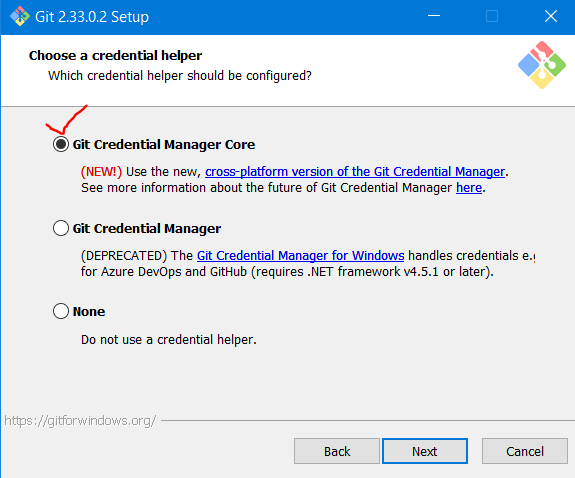 Git 2.33.0.2 Setup
Choose a credential helper
Which credential helper should be configured?
Git Credential Manager Core
(NEW!) Use the new, cross-platform version of the Git Credential Manager.
See more information about the future of Git Credential Manager here.
Git Credential Manager
(DEPRECATED) The Git Credential Manager for Windows handles credentials e.g
for Azure DevOps and GitHub (requires .NET framework v4.5.1 or later).
None
Do not use a credential helper.
https://gitforwindows.org/
Back
Next
Cancel